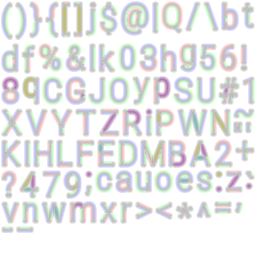 (){}[]j$@|Q/\bt
df%&lk03hg56!
8qCGJOypSU#1
XVYTZRiPWN~
KIHLFEDMBA2+
?479;cauoes:z
vnwmxr><*^=